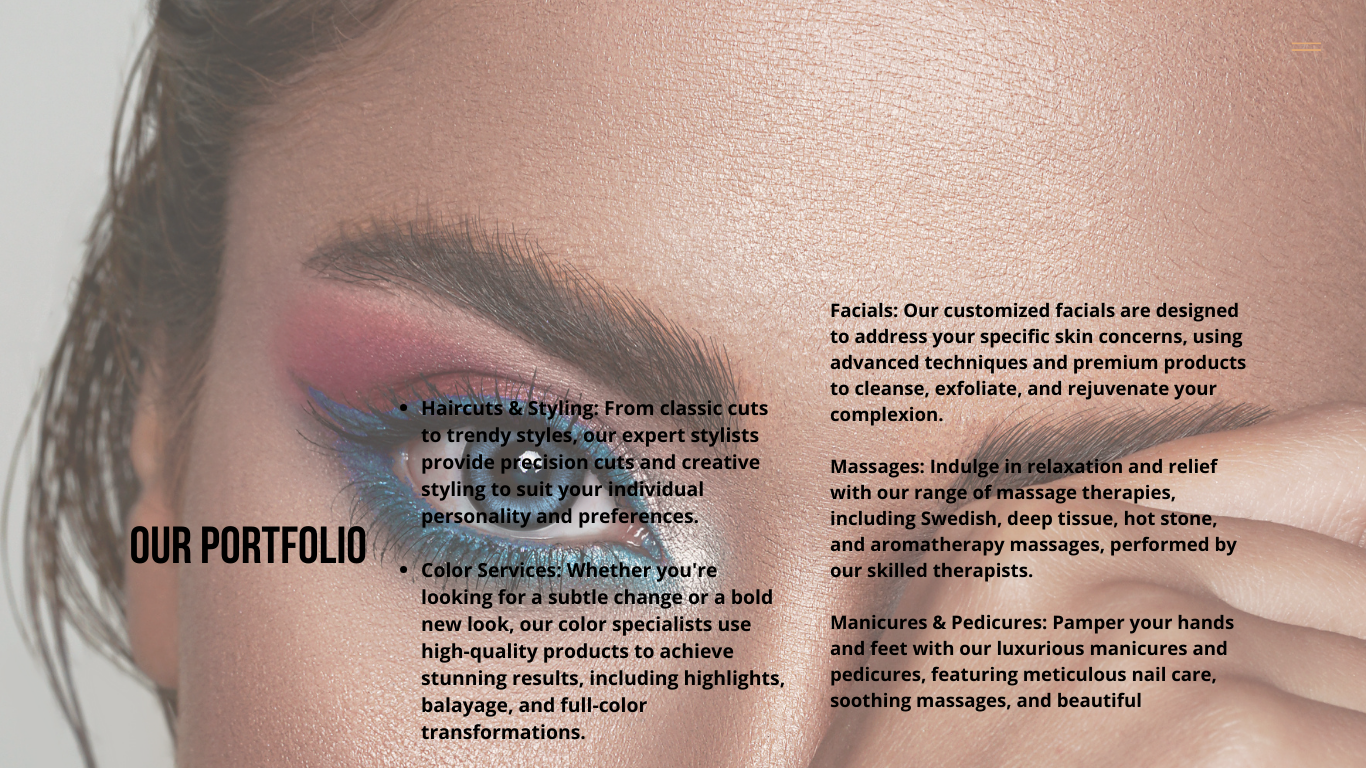 OUR PORTFOLIO
• Haircuts & Styling: From classic cuts
to trendy styles, our expert stylists
provide precision cuts and creative
styling to suit your individual
personality and preferences.
• Color Services: Whether you're
looking for a subtle change or a bold
new look, our color specialists use
high-quality products to achieve
stunning results, including highlights,
balayage, and full-color
transformations.
Facials: Our customized facials are designed
to address your specific skin concerns, using
advanced techniques and premium products
to cleanse, exfoliate, and rejuvenate your
complexion.
Massages: Indulge in relaxation and relief
with our range of massage therapies,
including Swedish, deep tissue, hot stone,
and aromatherapy massages, performed by
our skilled therapists.
Manicures & Pedicures: Pamper your hands
and feet with our luxurious manicures and
pedicures, featuring meticulous nail care,
soothing massages, and beautiful